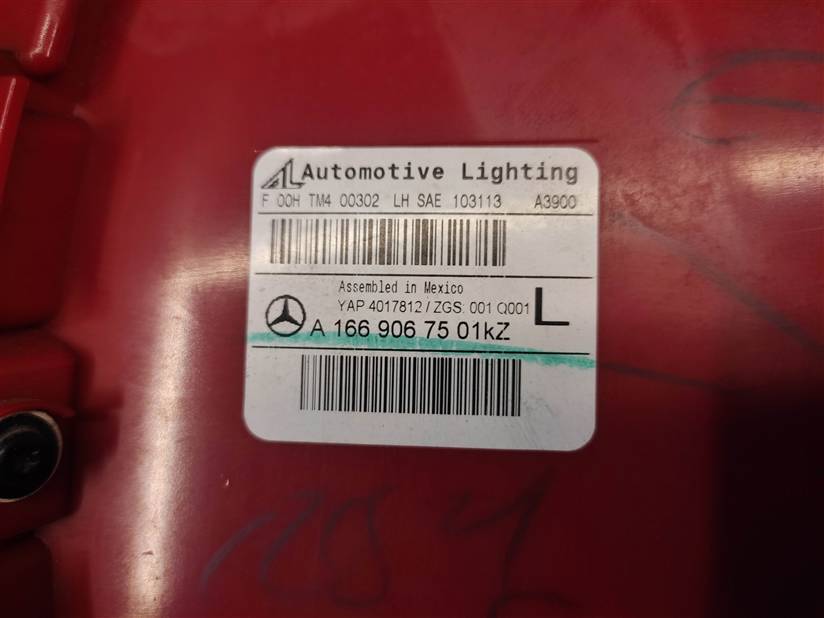 AL Automotive Lighting
F 00H TM4 00302 LH SAE 103113 A3900
Assembled in Mexico
YAP 4017812 / ZGS: 001 Q001
L
A 166 906 75 01kZ